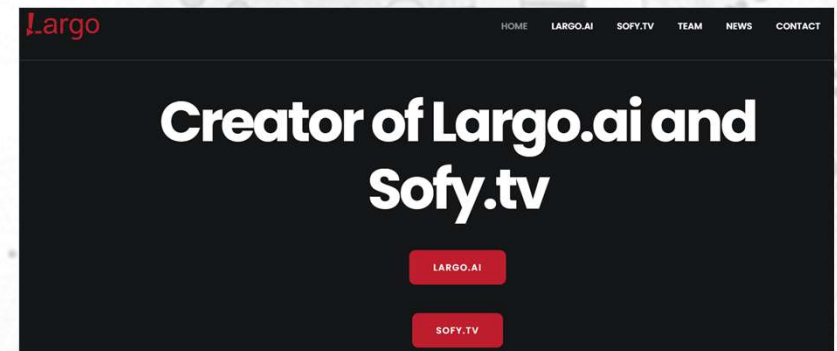 Largo
HOME LARGO.AI SOFY.TV TEAM NEWS CONTACT
Creator of Largo.ai and
Sofy.tv
LARGO.AI
SOFY.TV